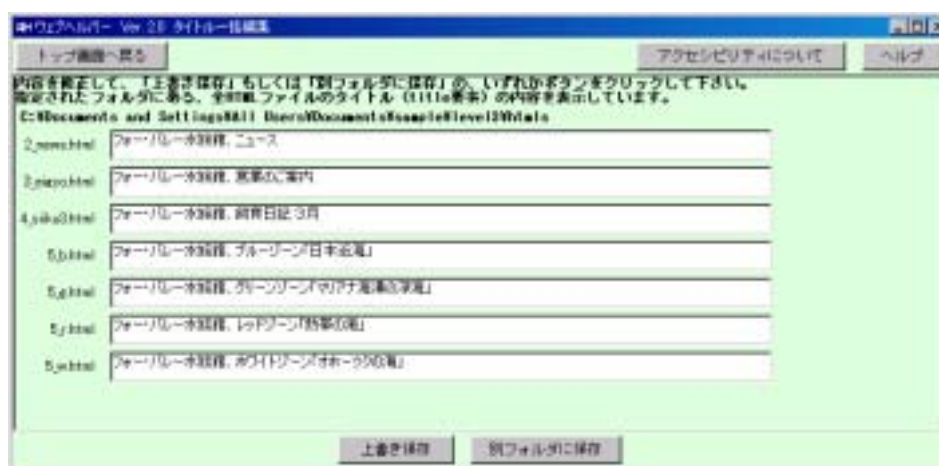 ウェブヘルパー Ver.2.0 タイトル一括編集
トップ画面へ戻る アクセシビリティについて ヘルプ
内容を修正して、「上書き保存」もしくは「別フォルダに保存」の、いずれかボタンをクリックして下さい。
指定されたフォルダにある、全HTMLファイルのタイトル(title要素)の内容を表示しています。
C:¥Documents and Settings¥All Users¥Documents¥sample¥level2¥htmls
2_news.html フォーバレー水族館、ニュース
フォーバレー水族館、営業のご案内
フォーバレー水族館、飼育日記 3月
5_b.html フォーバレー水族館、ブルーゾーン「日本近海」
5_g.html フォーバレー水族館、グリーンゾーン「マリアナ海溝の深海」
5_r.html フォーバレー水族館、レッドゾーン「熱帯の海」
5_w.html フォーバレー水族館、ホワイトゾーン「オホーツクの海」
上書き保存 別フォルダに保存